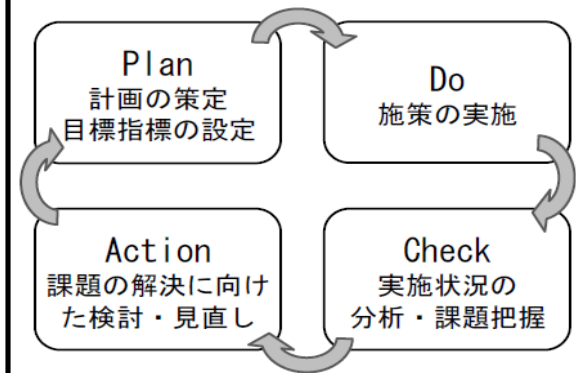 Plan
計画の策定
目標指標の設定
Do
施策の実施
Action
課題の解決に向け
た検討・見直し
Check
実施状況の
分析・課題把握